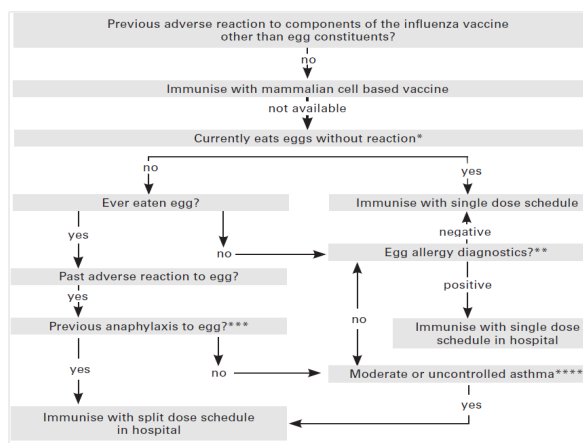 Previous adverse reaction to components of the influenza vaccine
other than egg constituents?
no
Immunise with mammalian cell based vaccine
not available
Currently eats eggs without reaction*
no
yes
Ever eaten egg?
Immunise with single dose schedule
yes
no
negative
Egg allergy diagnostics?**
Past adverse reaction to egg?
positive
yes
Previous anaphylaxis to egg?***
no
Immunise with single dose
schedule in hospital
yes
no
Moderate or uncontrolled asthma****
yes
Immunise with split dose schedule
in hospital